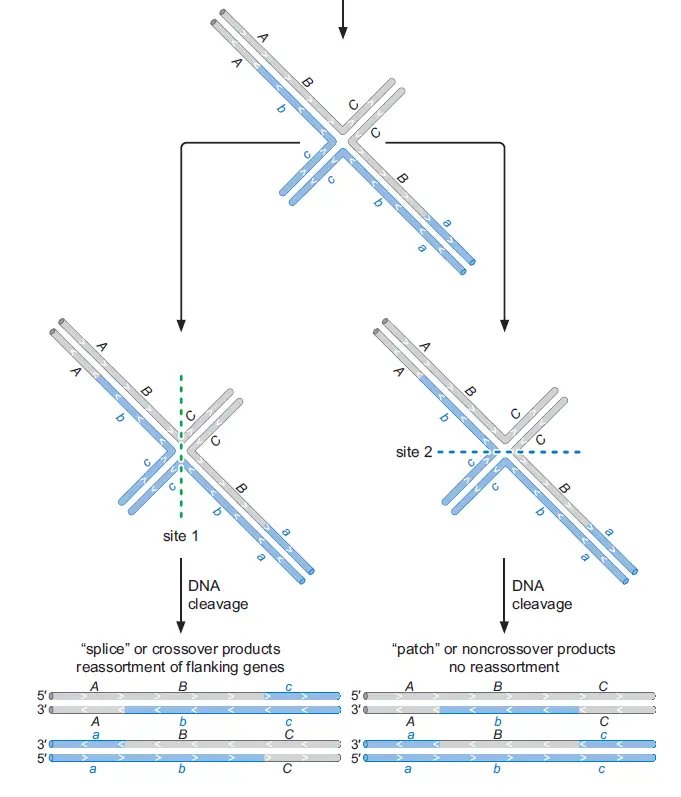 A
A
B
C
b
C
c
B
c
b
a
a
A
A
B
C
b
C
c
c
B
b
a
a
site 1
A
A
B
C
b
C
site 2
c
c
B
b
a
a
DNA
cleavage
DNA
cleavage
“splice” or crossover products
reassortment of flanking genes
A B c
5′
3′
A b c
a B C
3′
5′
a b C
“patch” or noncrossover products
no reassortment
A B C
5′
3′
A b C
a B c
3′
5′
a b c